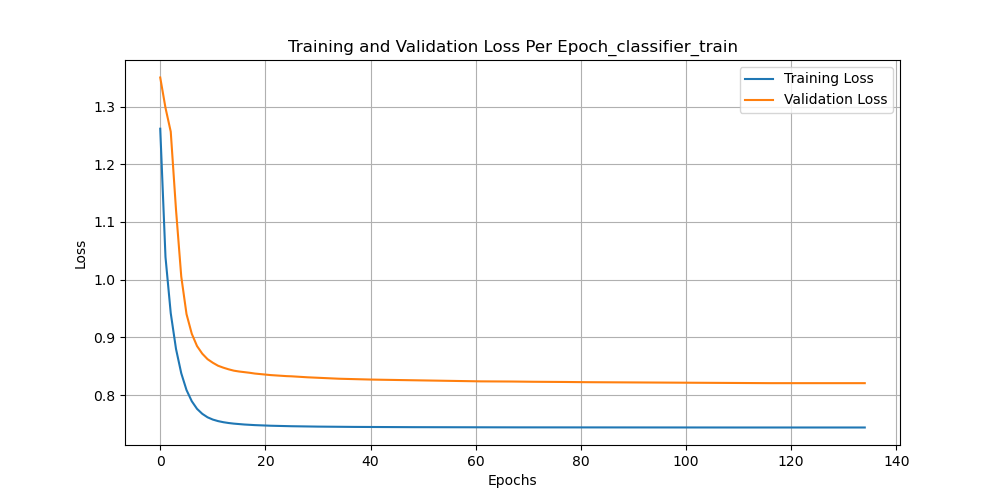 Training and Validation Loss Per Epoch_classifier_train
Training Loss
Validation Loss
1.3
1.2
1.1
1.0
0.9
0.8
Loss
0 20 40 60 80 100 120 140
Epochs